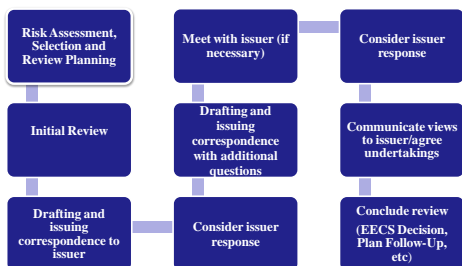 Risk Assessment,
Selection and
Review Planning
Initial Review
Drafting and
issuing
correspondence to
issuer
Consider issuer
response
Drafting and
issuing
correspondence
with additional
questions
Meet with issuer (if
necessary)
Consider issuer
response
Communicate views
to issuer/agree
undertakings
Conclude review
(EECS Decision,
Plan Follow-Up,
etc)